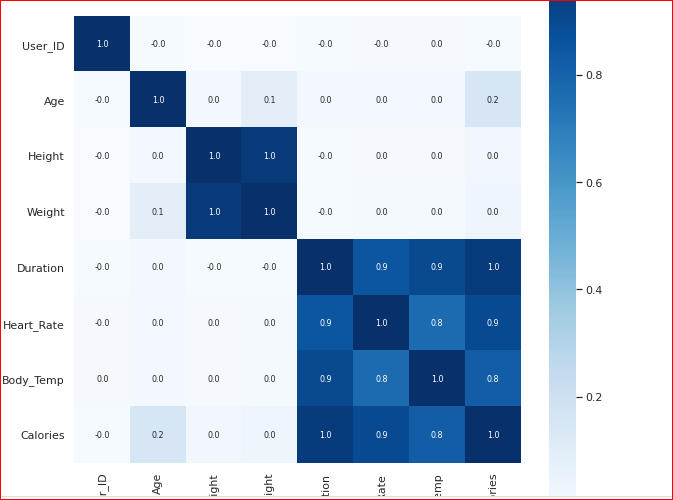 User_ID 1.0 -0.0 -0.0 -0.0 -0.0 -0.0 0.0 -0.0
0.8
Age -0.0 1.0 0.0 0.1 0.0 0.0 0.0 0.2
Height -0.0 0.0 1.0 1.0 -0.0 0.0 0.0 0.0
0.6
Weight -0.0 0.1 1.0 1.0 -0.0 0.0 0.0 0.0
Duration -0.0 0.0 -0.0 -0.0 1.0 0.9 0.9 1.0
0.4
Heart_Rate -0.0 0.0 0.0 0.0 0.9 1.0 0.8 0.9
Body_Temp 0.0 0.0 0.0 0.0 0.9 0.8 1.0 0.8
0.2
Calories -0.0 0.2 0.0 0.0 1.0 0.9 0.8 1.0
r_ID Age ight ight tion Rate emp ries